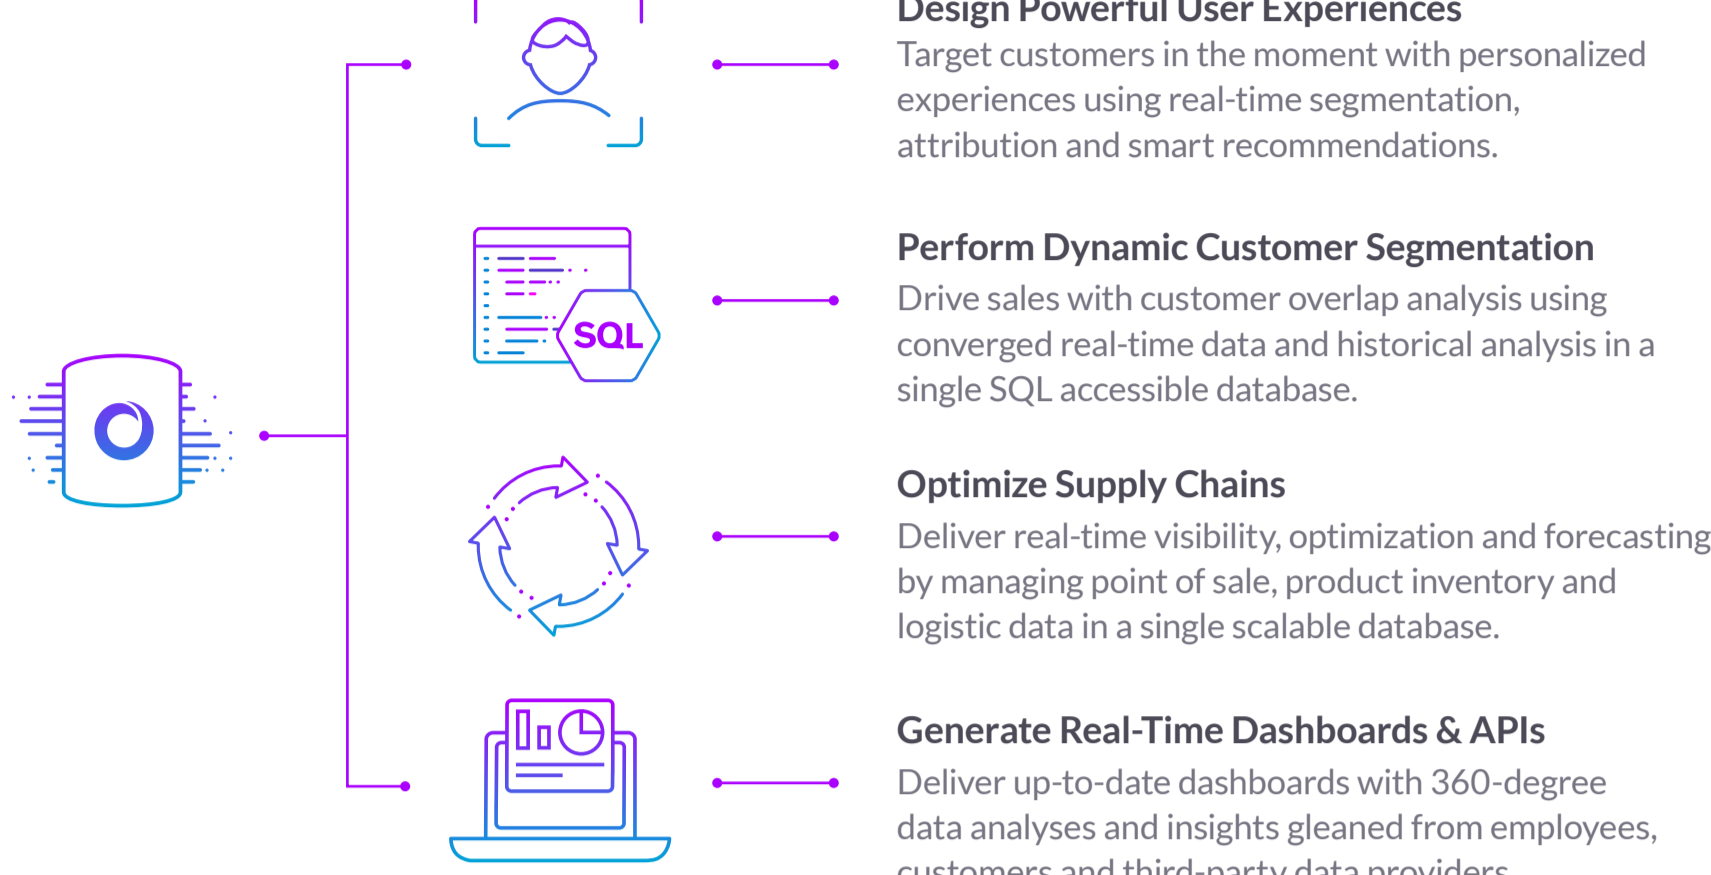 Design Powerful User Experiences
Target customers in the moment with personalized
experiences using real-time segmentation,
attribution and smart recommendations.
SQL
Perform Dynamic Customer Segmentation
Drive sales with customer overlap analysis using
converged real-time data and historical analysis in a
single SQL accessible database.
Optimize Supply Chains
Deliver real-time visibility, optimization and forecasting
by managing point of sale, product inventory and
logistic data in a single scalable database.
Generate Real-Time Dashboards & APIs
Deliver up-to-date dashboards with 360-degree
data analyses and insights gleaned from employees,
customers and third-party data providers